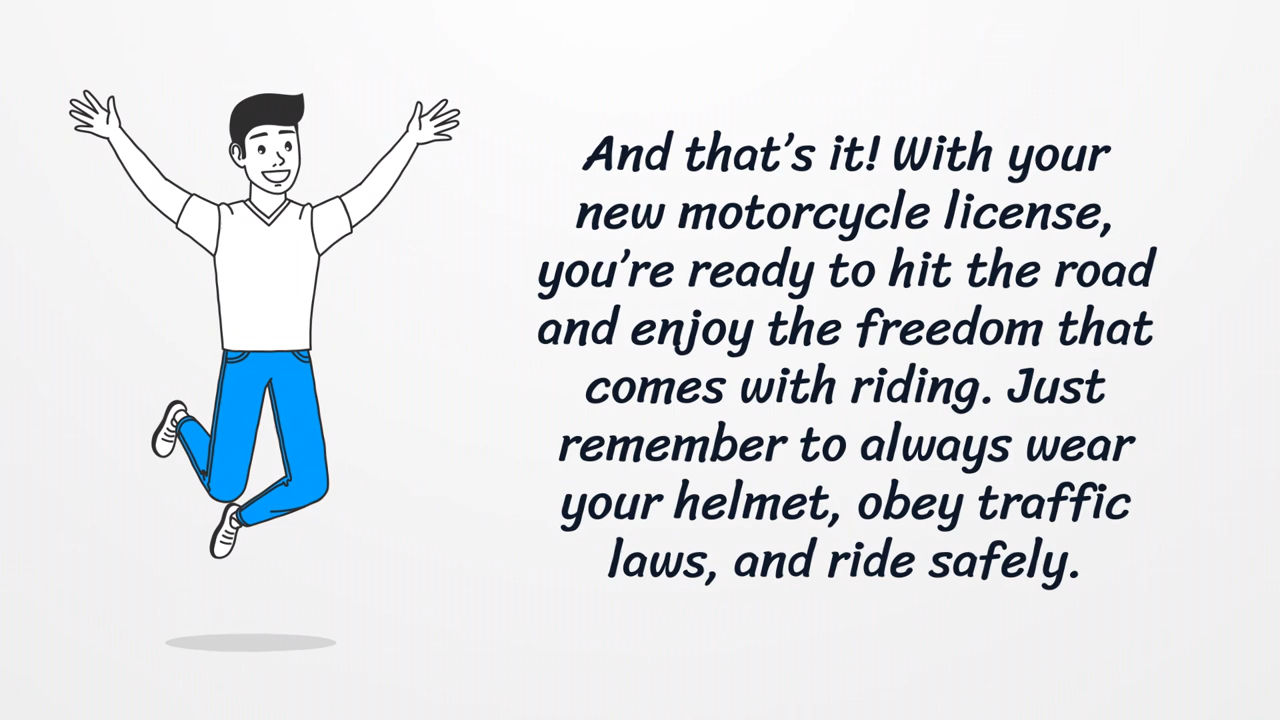 And that’s it! With your
new motorcycle license,
you’re ready to hit the road
and enjoy the freedom that
comes with riding. Just
remember to always wear
your helmet, obey traffic
laws, and ride safely.